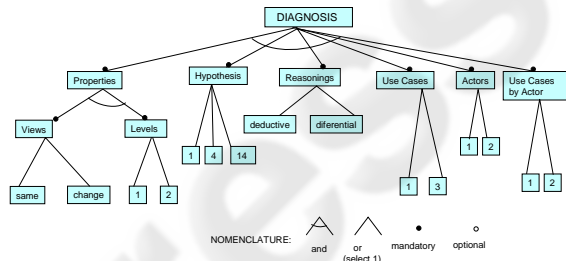 DIAGNOSIS
Properties
Hypothesis
Reasonings
Use Cases
Actors
Use Cases
by Actor
Views
Levels
1
4
14
deductive
diferential
1
2
same
change
1
2
1
3
1
2
NOMENCLATURE:
and
or
(select 1)
mandatory
optional